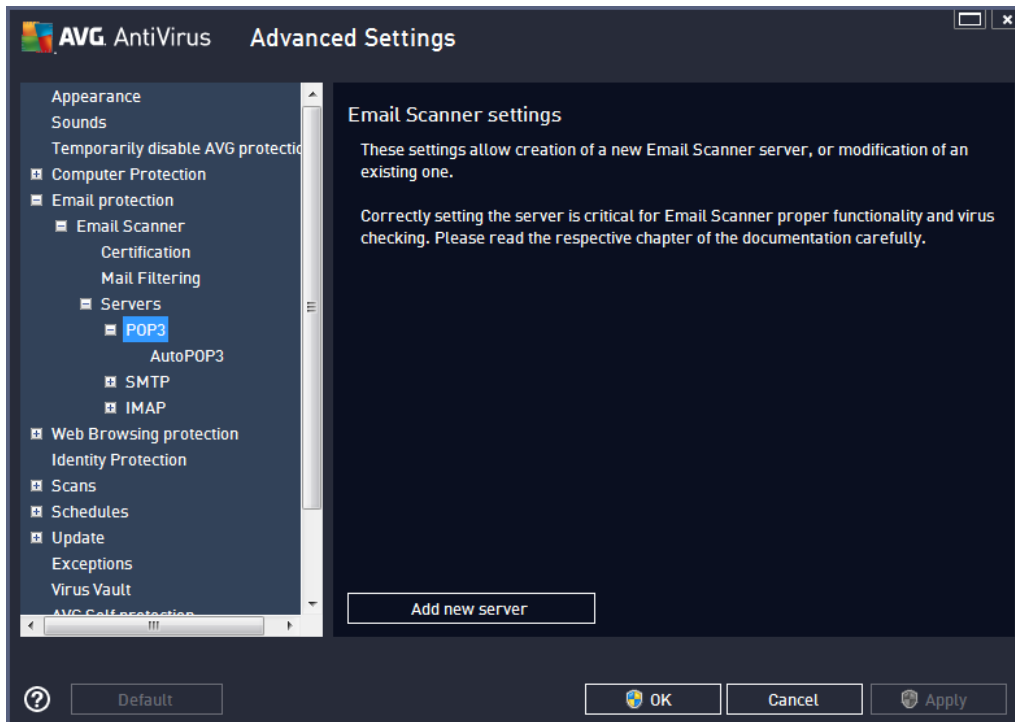 AVG. AntiVirus Advanced Settings
Appearance
Sounds
Temporarily disable AVG protectio
Computer Protection
Email protection
Email Scanner
Certification
Mail Filtering
Servers
POP3
AutoPOP3
SMTP
IMAP
Web Browsing protection
Identity Protection
Scans
Schedules
Update
Exceptions
Virus Vault
AVG Self protection
Email Scanner settings
These settings allow creation of a new Email Scanner server, or modification of an
existing one.
Correctly setting the server is critical for Email Scanner proper functionality and virus
checking. Please read the respective chapter of the documentation carefully.
Add new server
?
Default
OK
Cancel
Apply